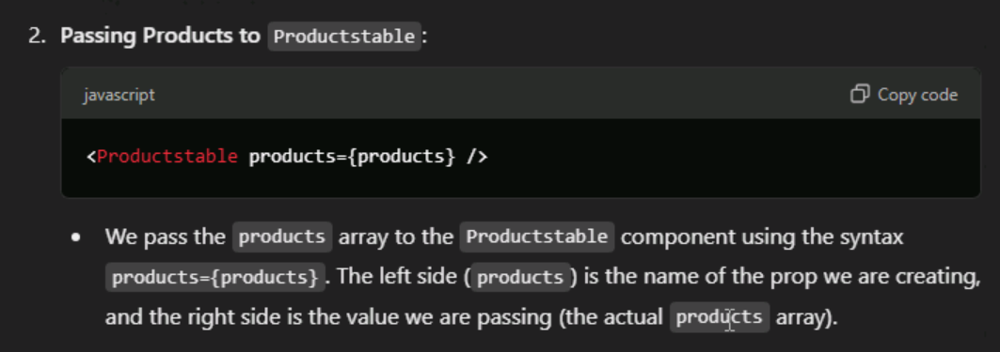 2. Passing Products to Productstable:
javascript
Copy code
<Productstable products={products} />
• We pass the products array to the Productstable component using the syntax
products={products}. The left side (products) is the name of the prop we are creating,
and the right side is the value we are passing (the actual products array).